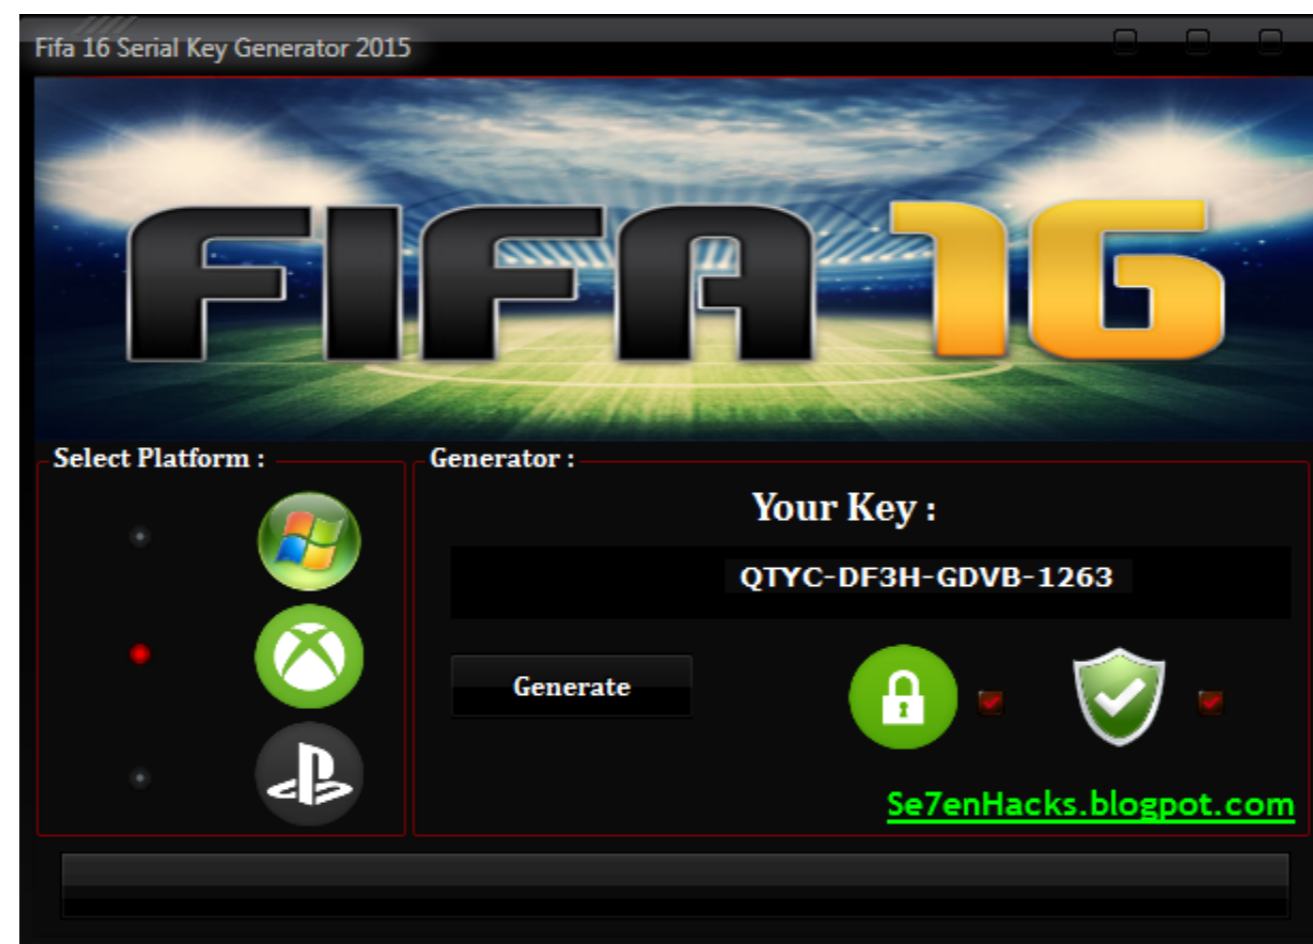 Fifa 16 Serial Key Generator 2015
FIFA 16
Select Platform :
Generator :
Your Key :
QTYC-DF3H-GDVB-1263
Generate
Se7enHacks.blogpot.com